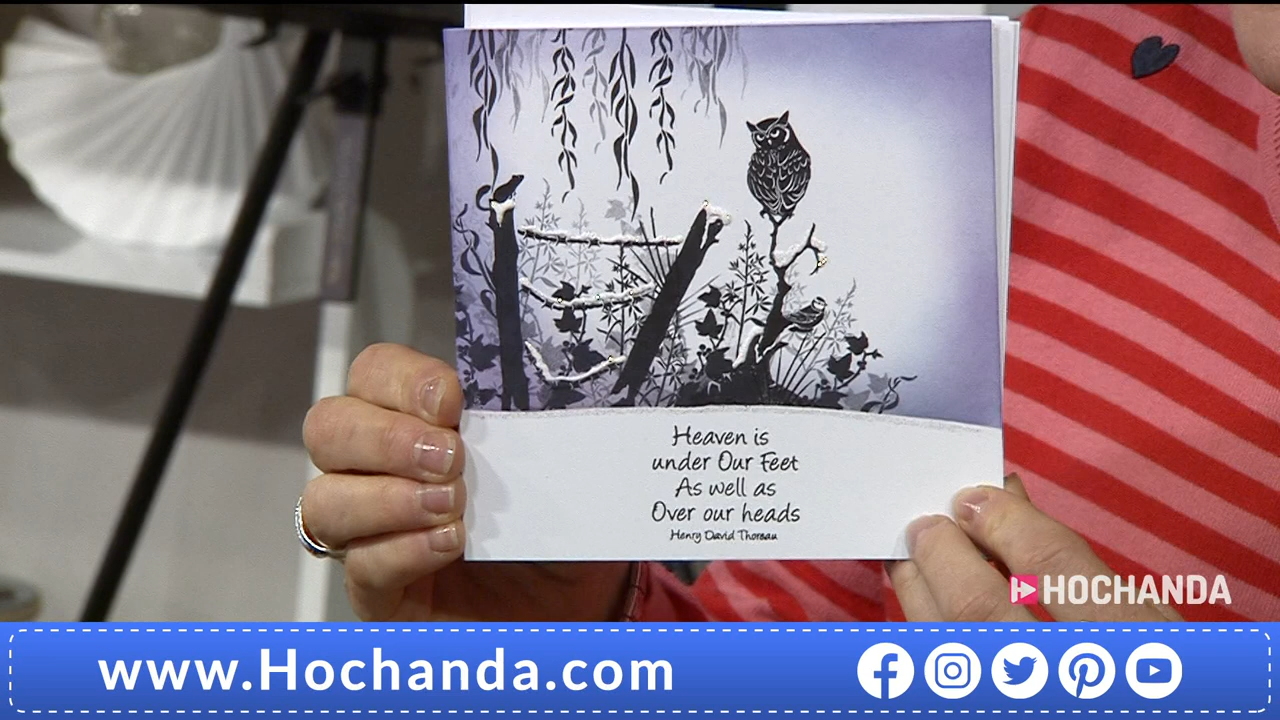 Heaven is
under Our Feet
As well as
Over our heads
Henry David Thoreau
HOCHANDA
www.Hochanda.com